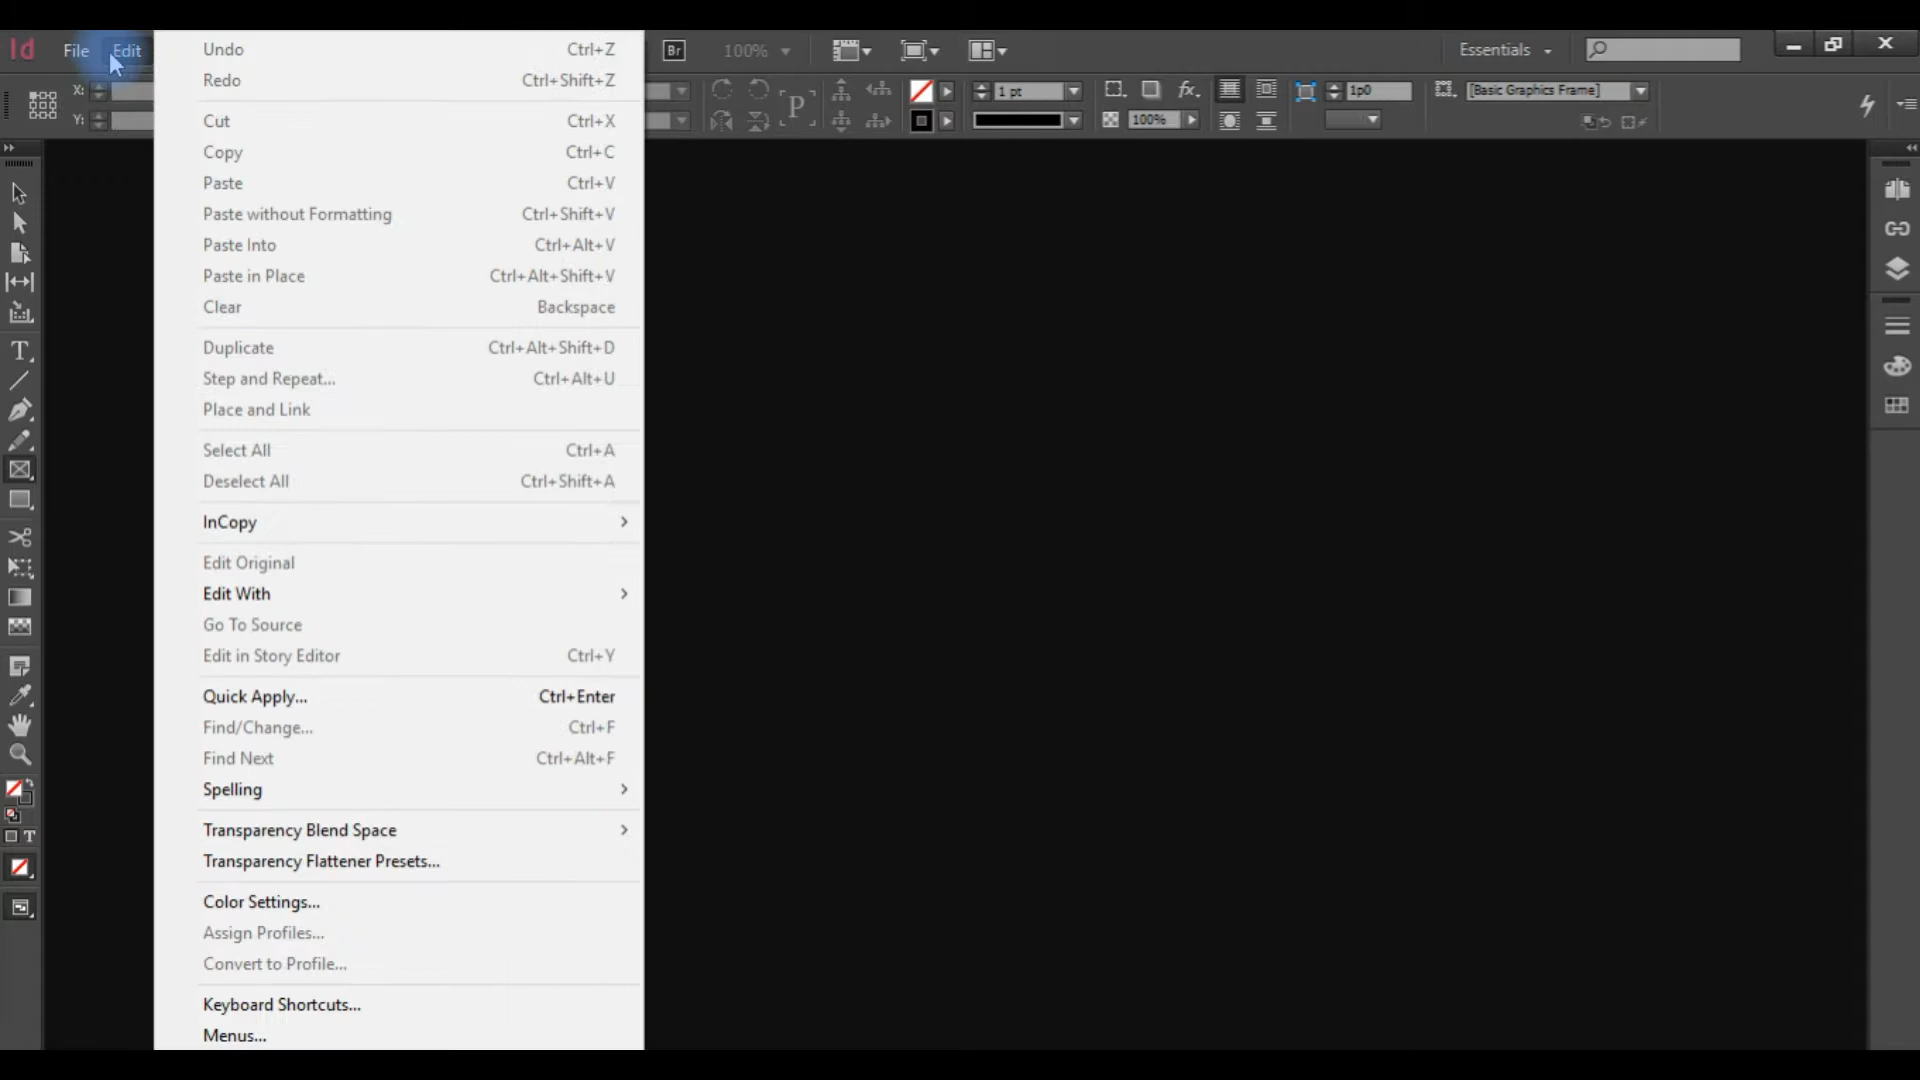 Id File Edit Br 100% Essentials
X: 1 pt fx. 1p0 [Basic Graphics Frame]
Y: P 100%
Undo Ctrl+Z
Redo Ctrl+Shift+Z
Cut Ctrl+X
Copy Ctrl+C
Paste Ctrl+V
Paste without Formatting Ctrl+Shift+V
Paste Into Ctrl+Alt+V
Paste in Place Ctrl+Alt+Shift+V
Clear Backspace
Duplicate Ctrl+Alt+Shift+D
Step and Repeat... Ctrl+Alt+U
Place and Link
Select All Ctrl+A
Deselect All Ctrl+Shift+A
InCopy
Edit Original
Edit With
Go To Source
Edit in Story Editor Ctrl+Y
Quick Apply... Ctrl+Enter
Find/Change... Ctrl+F
Find Next Ctrl+Alt+F
Spelling
Transparency Blend Space
Transparency Flattener Presets...
Color Settings...
Assign Profiles...
Convert to Profile...
Keyboard Shortcuts...
Menus...